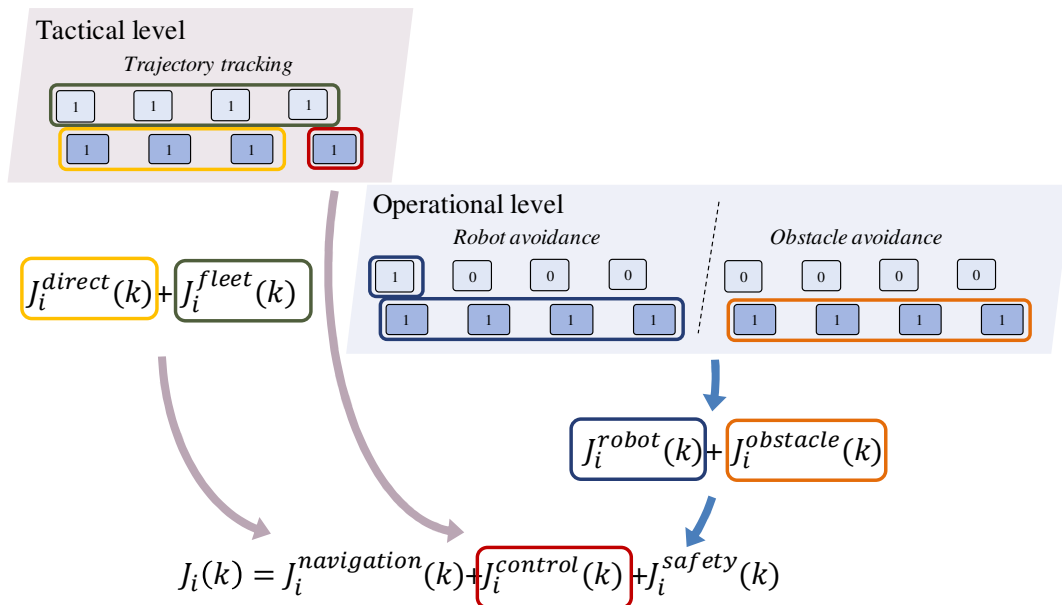 Tactical level
Trajectory tracking
1 1 1 1
1 1 1 1
Operational level
Robot avoidance Obstacle avoidance
1 0 0 0 0 0 0 0
1 1 1 1 1 1 1 1
J_i^{direct}(k)+J_i^{fleet}(k)
J_i^{robot}(k)+J_i^{obstacle}(k)
J_i(k) = J_i^{navigation}(k)+J_i^{control}(k)+J_i^{safety}(k)